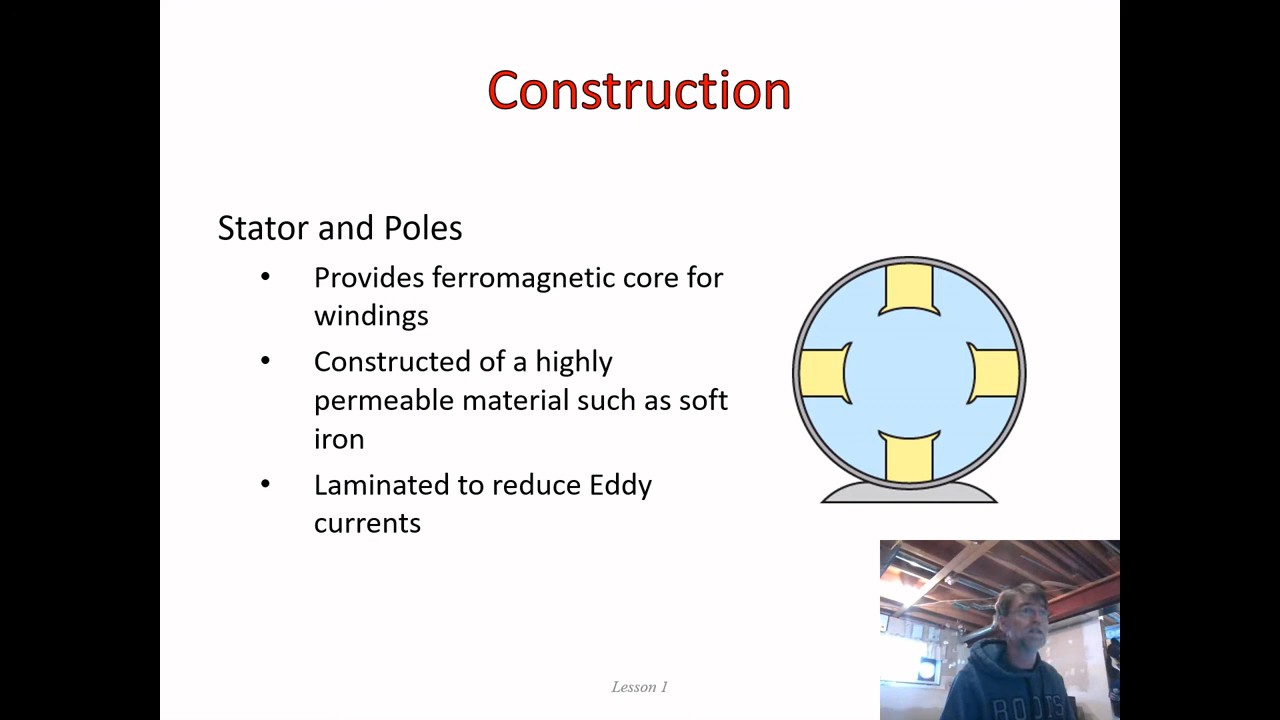 Construction
Stator and Poles
• Provides ferromagnetic core for
windings
• Constructed of a highly
permeable material such as soft
iron
• Laminated to reduce Eddy
currents
Lesson 1
ROOTS